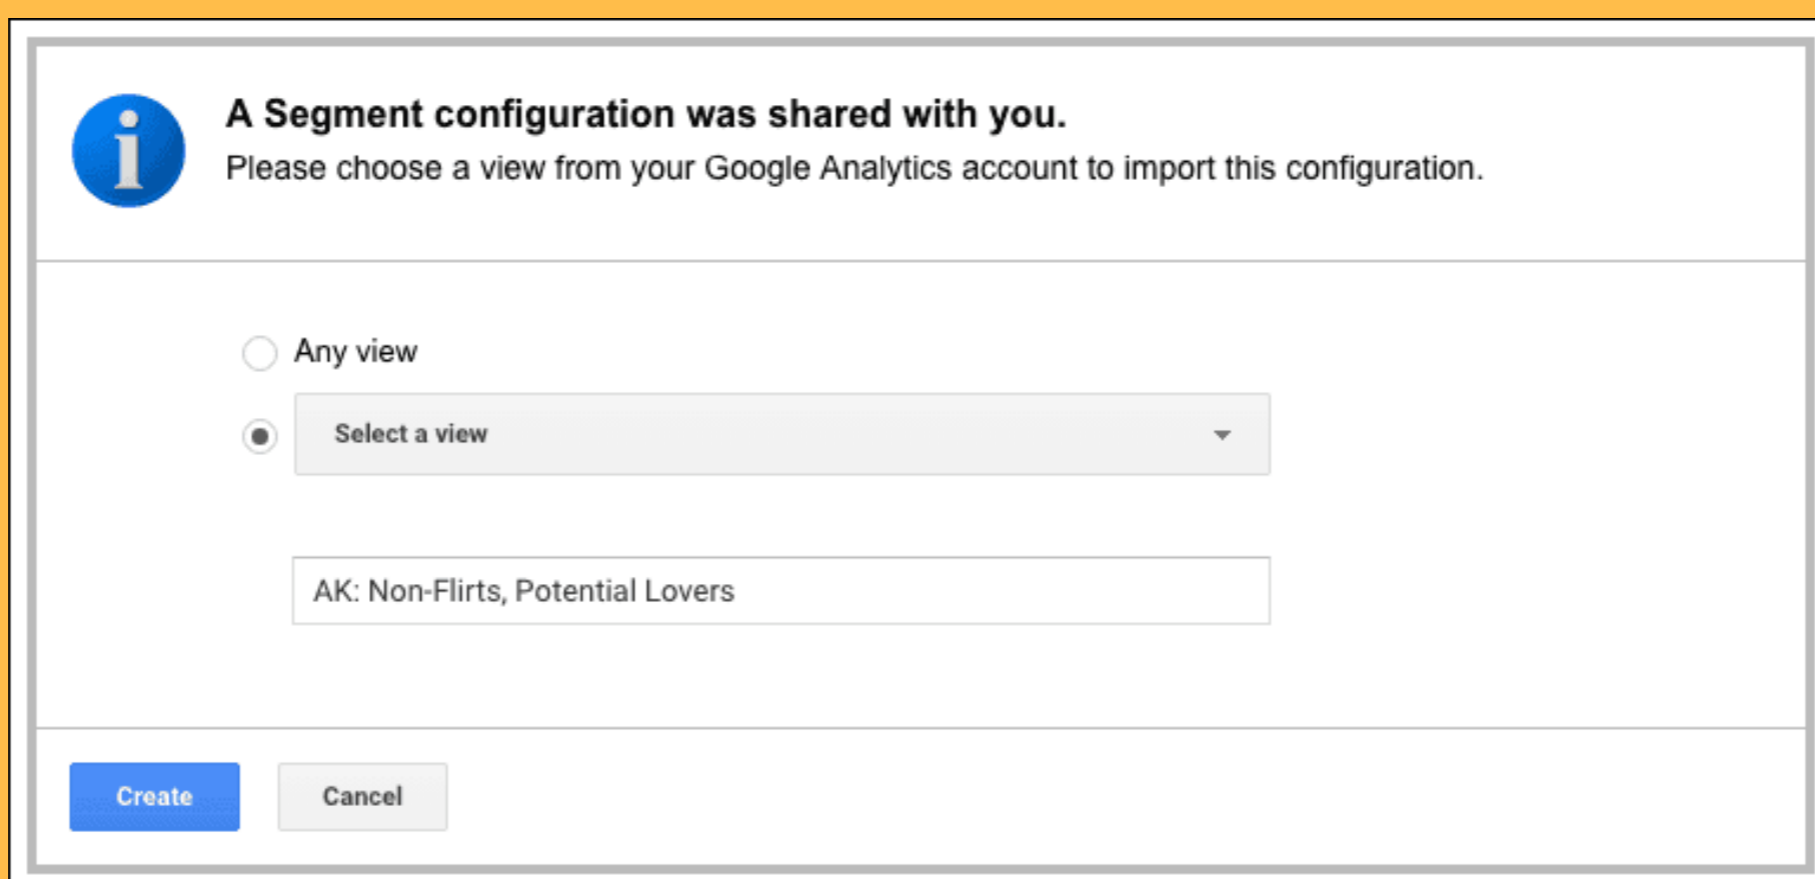 A Segment configuration was shared with you.
Please choose a view from your Google Analytics account to import this configuration.
Any view
Select a view
AK: Non-Flirts, Potential Lovers
Create
Cancel